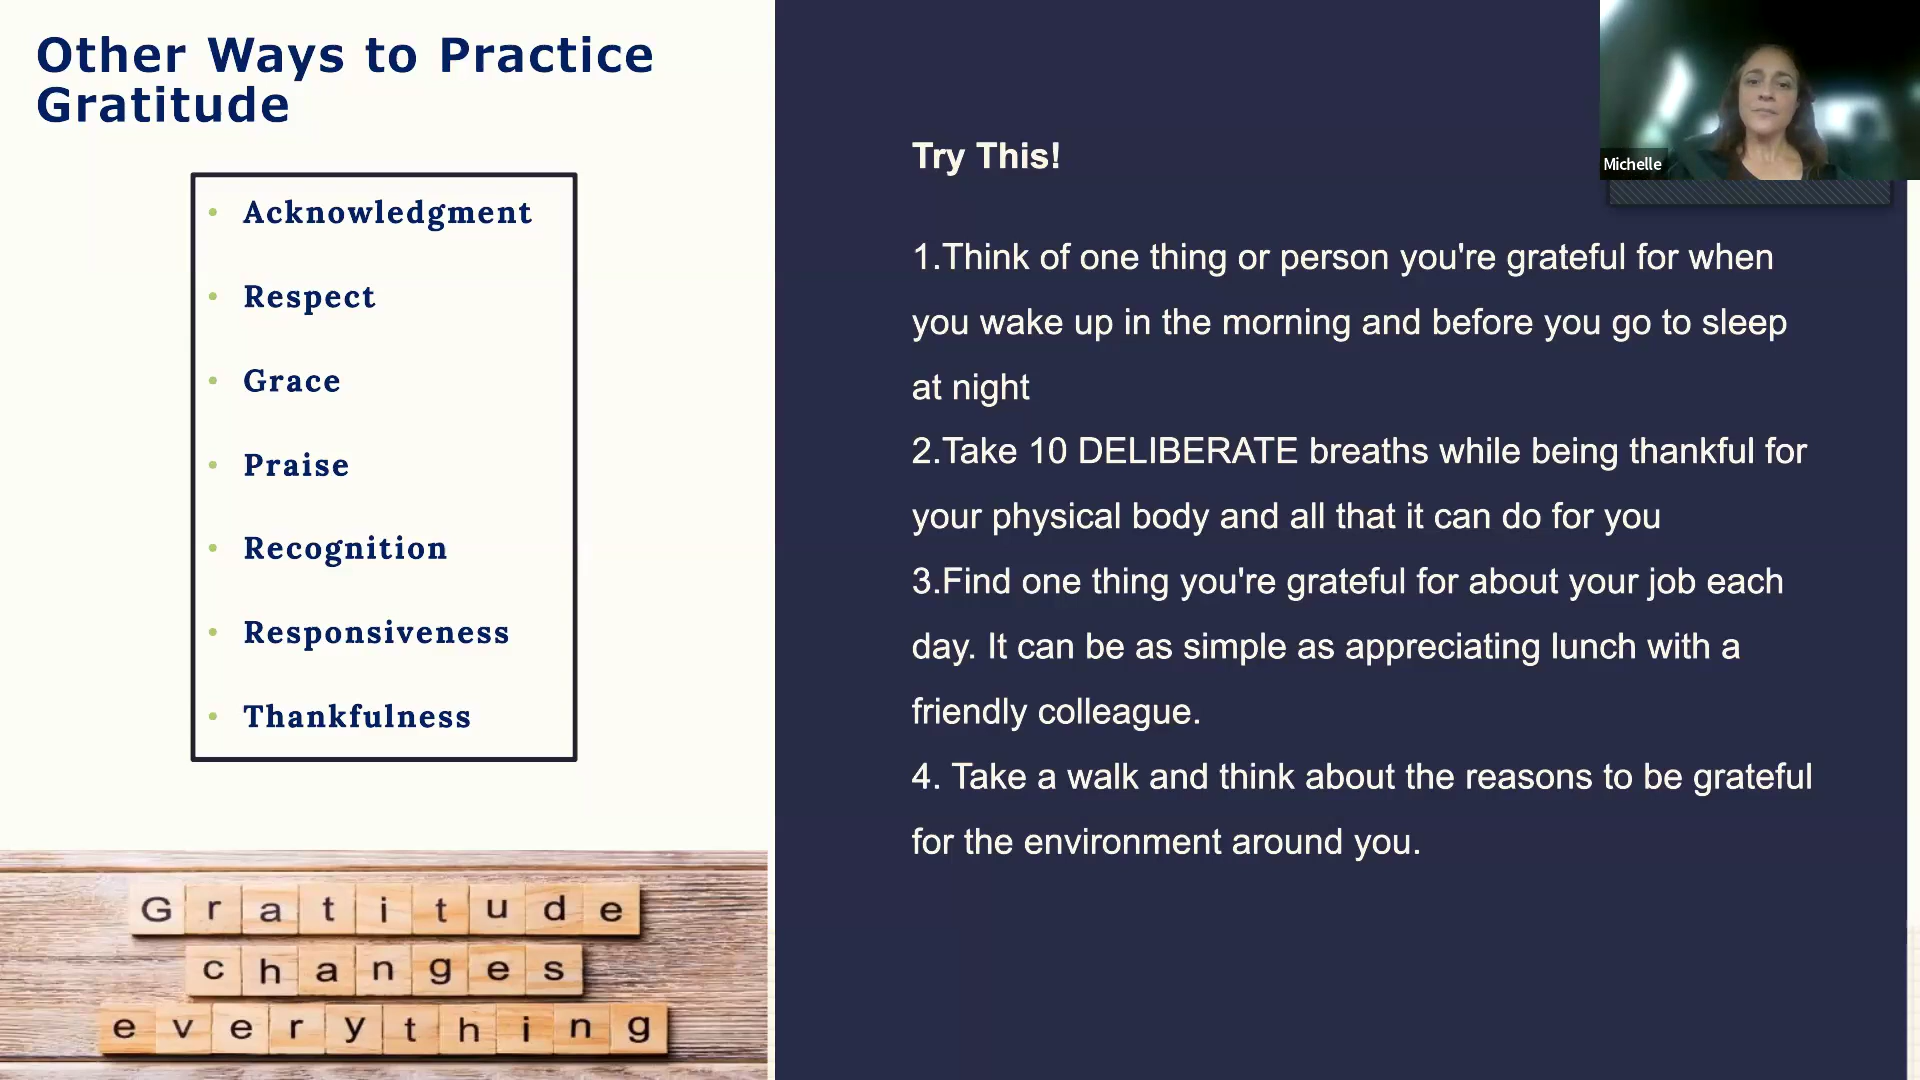 Other Ways to Practice
Gratitude
• Acknowledgment
• Respect
• Grace
• Praise
• Recognition
• Responsiveness
• Thankfulness
Gratitude
changes
everything
Try This!
1.Think of one thing or person you're grateful for when
you wake up in the morning and before you go to sleep
at night
2.Take 10 DELIBERATE breaths while being thankful for
your physical body and all that it can do for you
3.Find one thing you're grateful for about your job each
day. It can be as simple as appreciating lunch with a
friendly colleague.
4. Take a walk and think about the reasons to be grateful
for the environment around you.
Michelle